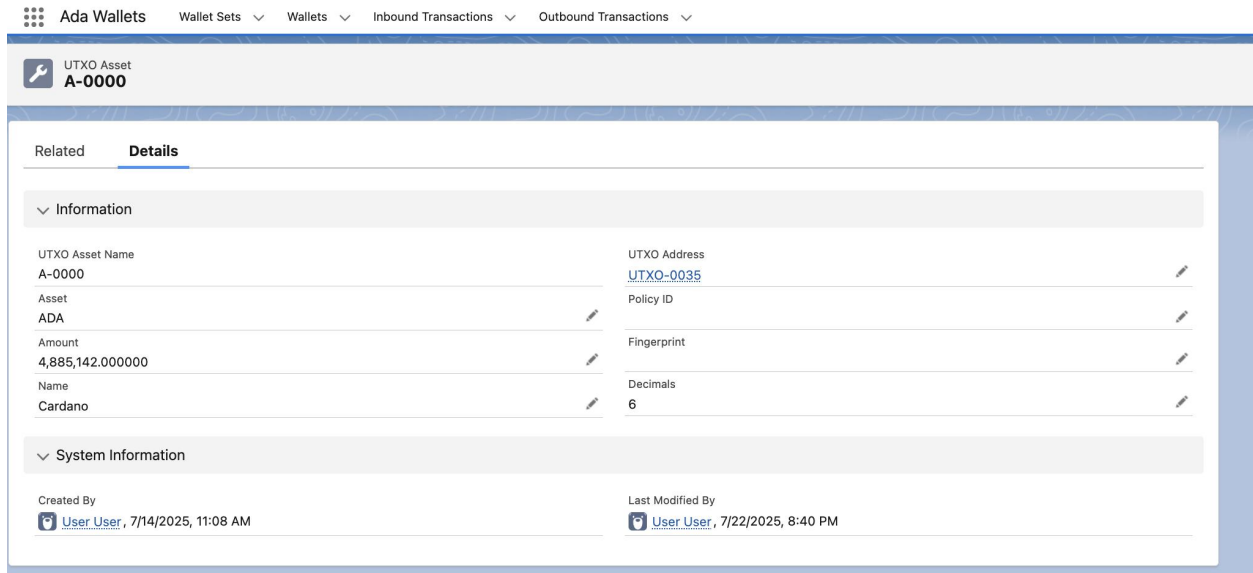 Ada Wallets Wallet Sets Wallets Inbound Transactions Outbound Transactions
UTXO Asset
A-0000
Related Details
Information
UTXO Asset Name
A-0000
UTXO Address
UTXO-0035
Asset
ADA
Policy ID
Amount
4,885,142.000000
Fingerprint
Name
Cardano
Decimals
6
System Information
Created By
User User, 7/14/2025, 11:08 AM
Last Modified By
User User, 7/22/2025, 8:40 PM